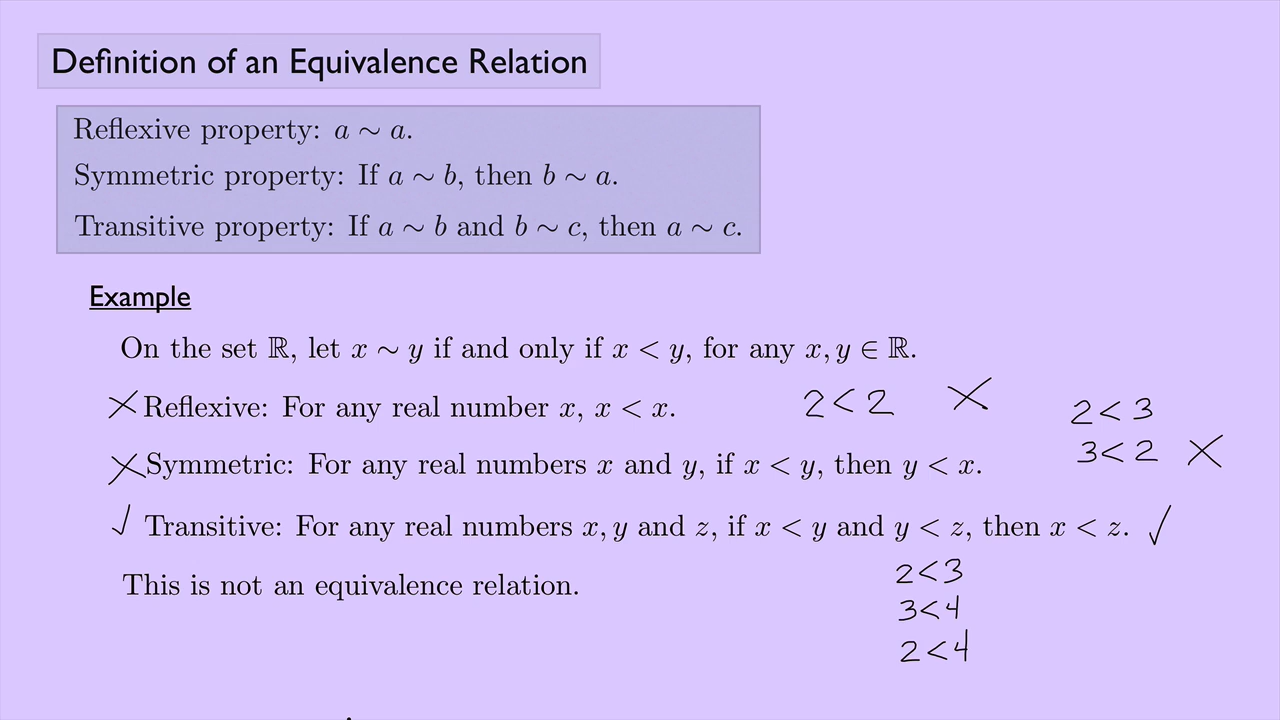 Definition of an Equivalence Relation
Reflexive property: a ∼ a.
Symmetric property: If a ∼ b, then b ∼ a.
Transitive property: If a ∼ b and b ∼ c, then a ∼ c.
Example
On the set ℝ, let x ∼ y if and only if x < y, for any x, y ∈ ℝ.
Reflexive: For any real number x, x < x.
2 < 2
2 < 3
3 < 2
Symmetric: For any real numbers x and y, if x < y, then y < x.
Transitive: For any real numbers x, y and z, if x < y and y < z, then x < z.
2 < 3
3 < 4
2 < 4
This is not an equivalence relation.